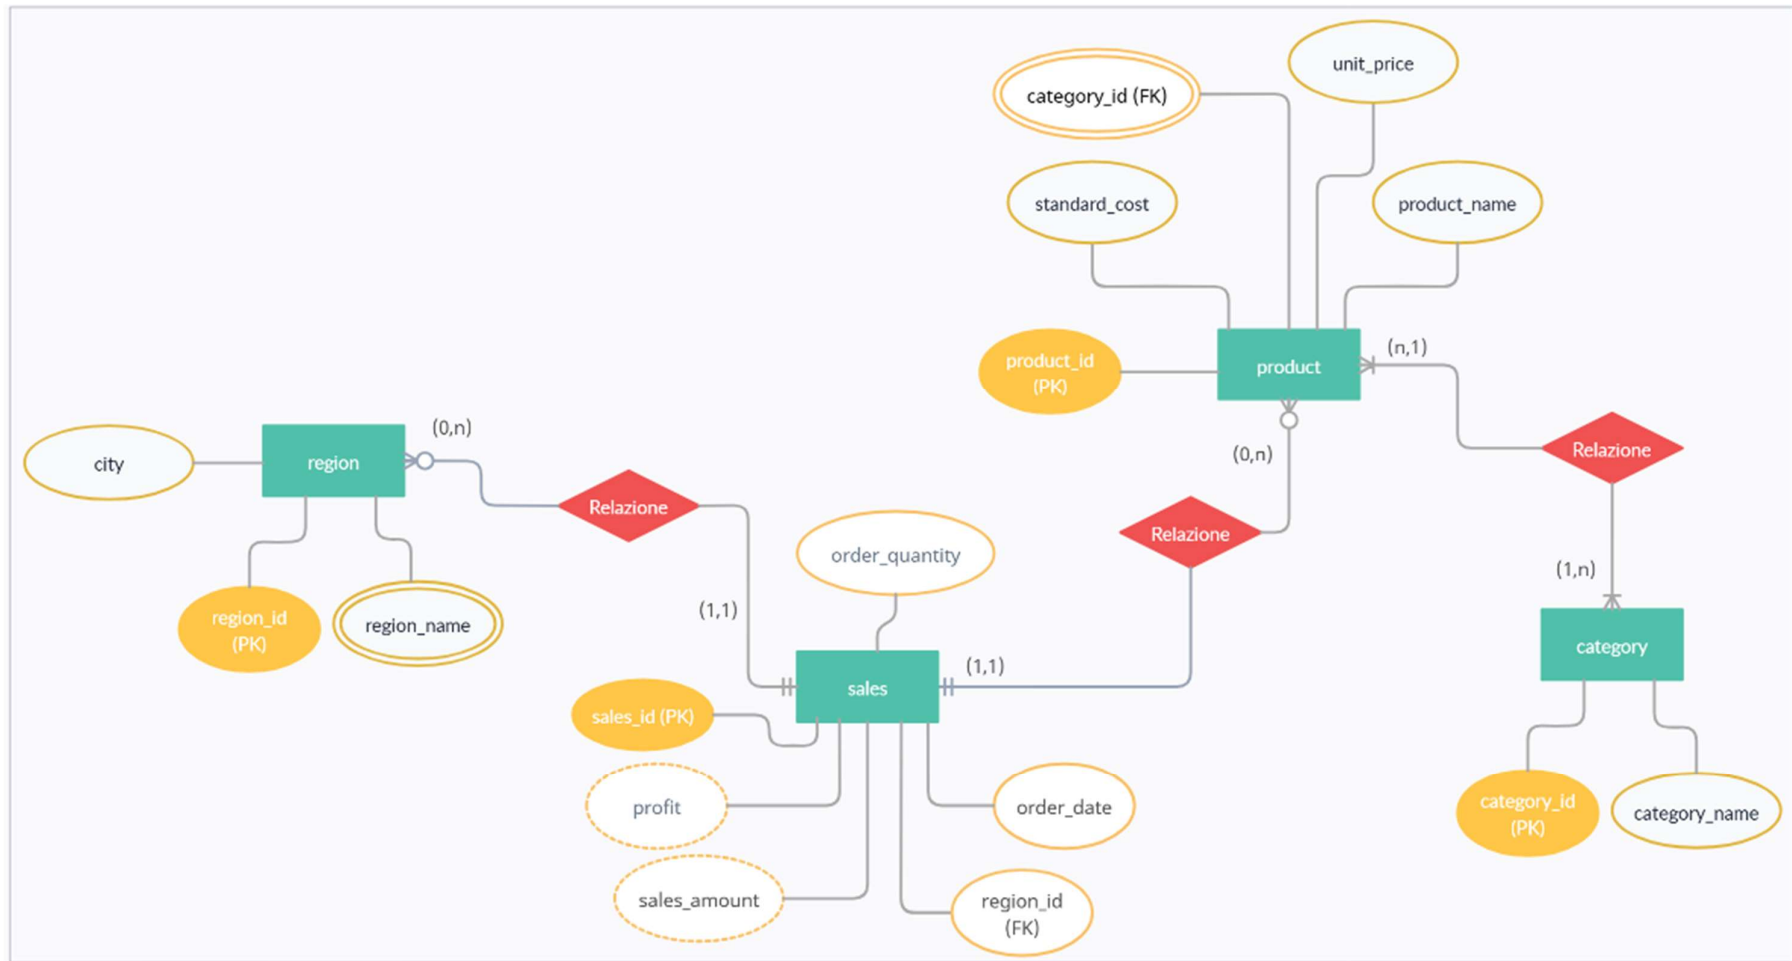 unit_price
category_id (FK)
standard_cost
product_name
product_id
(PK)
product
(n,1)
(0,n)
region
city
Relazione
(0,n)
Relazione
Relazione
order_quantity
(1,n)
(1,1)
region_id
(PK)
region_name
category
(1,1)
sales
sales_id (PK)
profit
order_date
category_id
(PK)
category_name
sales_amount
region_id
(FK)